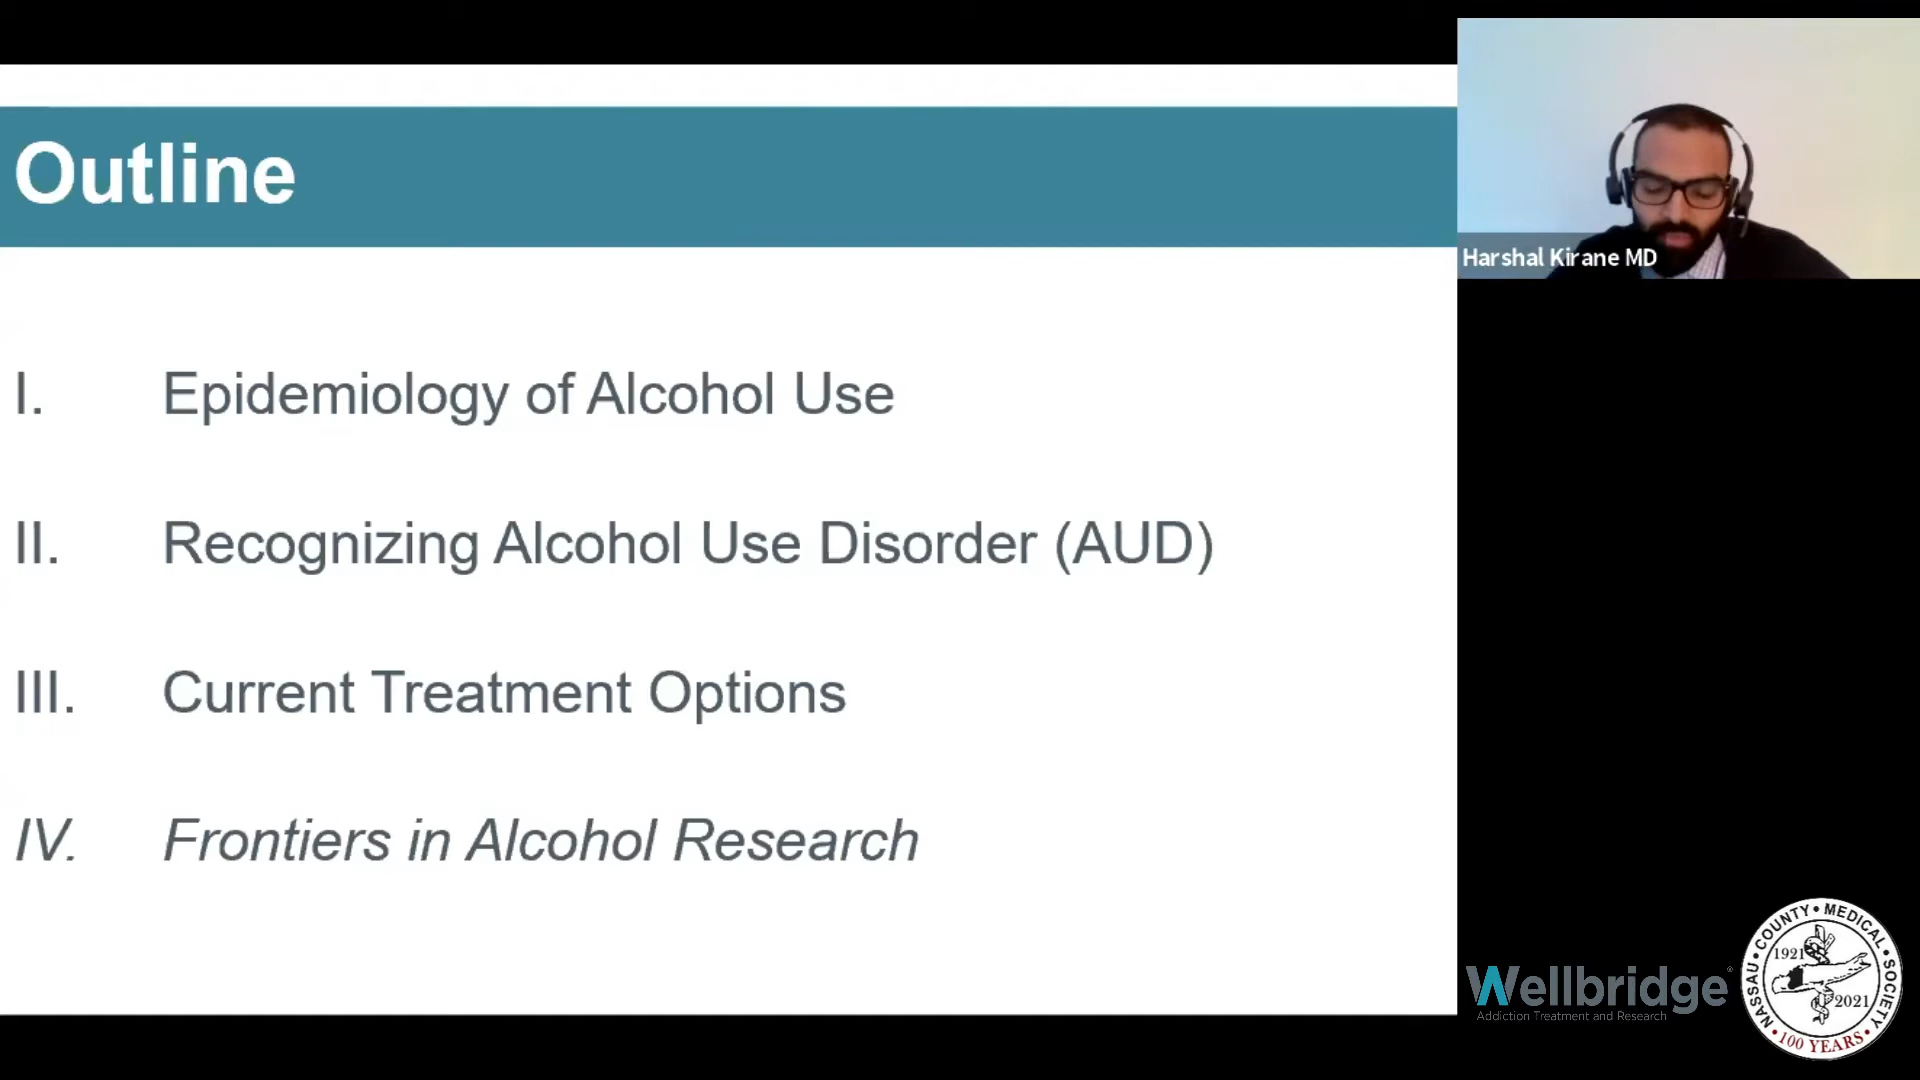 Outline
I. Epidemiology of Alcohol Use
II. Recognizing Alcohol Use Disorder (AUD)
III. Current Treatment Options
IV. Frontiers in Alcohol Research
Harshal Kirane MD
Wellbridge
Addiction Treatment and Research
NASSAU • COUNTY • MEDICAL • SOCIETY
1921
2021
• 100 YEARS •